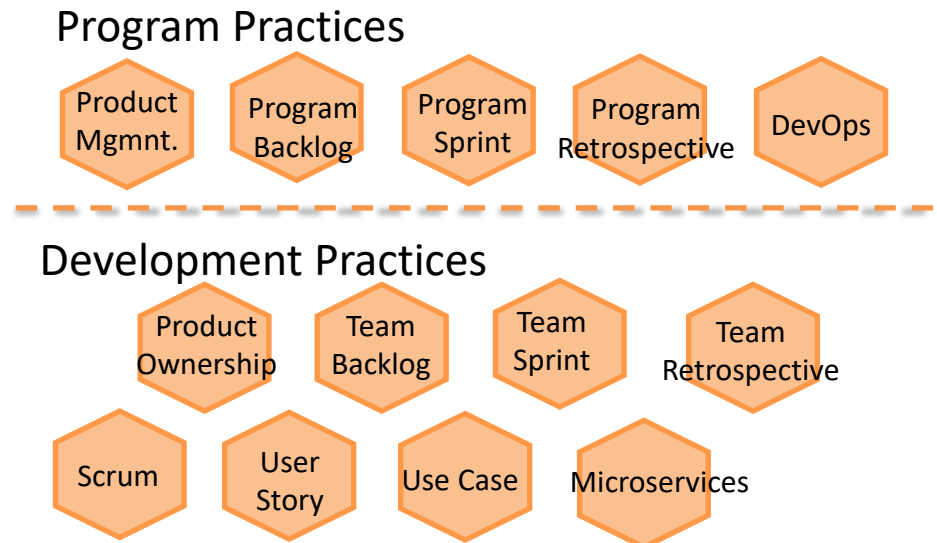 Program Practices
Product
Mgmnt.
Program
Backlog
Program
Sprint
Program
Retrospective
DevOps
Development Practices
Product
Ownership
Team
Backlog
Team
Sprint
Team
Retrospective
Scrum
User
Story
Use Case
Microservices